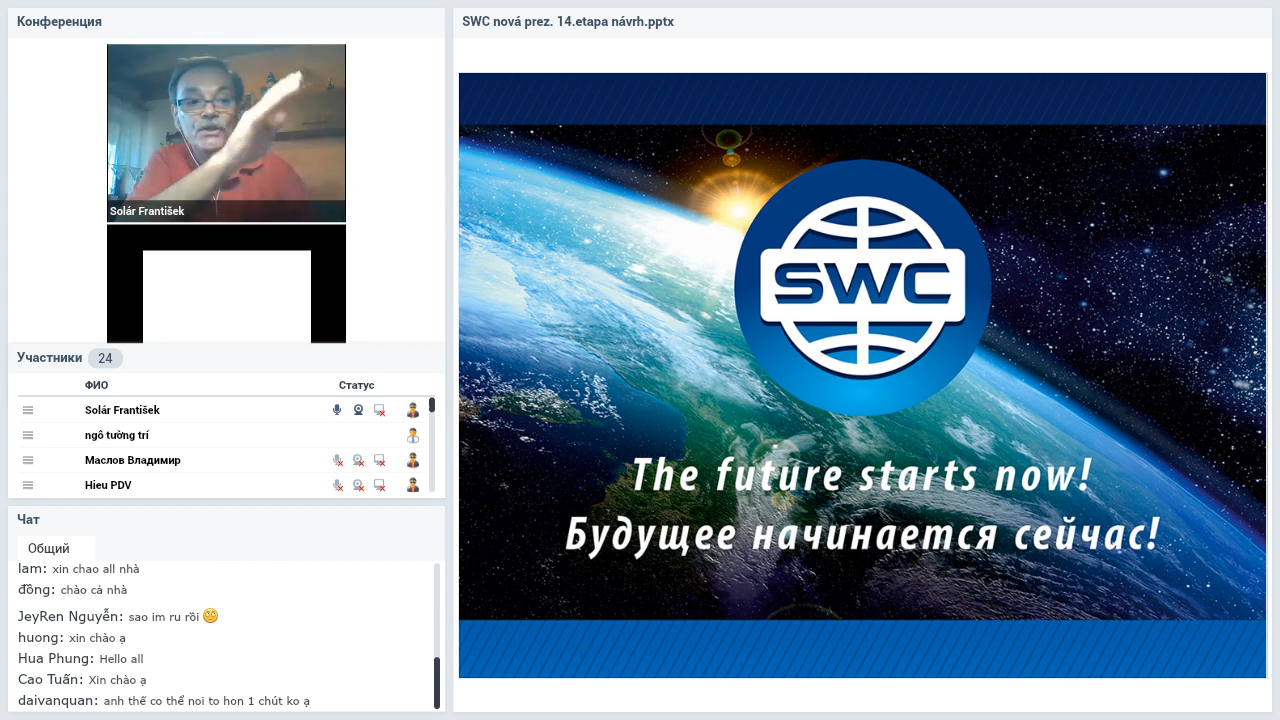 Конференция
Solár František
Участники 24
ФИО Статус
Solár František
ngô tường trí
Маслов Владимир
Hieu PDV
Чат
Общий
lam: xin chao all nhà
đồng: chào cả nhà
JeyRen Nguyễn: sao im ru rồi
huong: xin chào ạ
Hua Phung: Hello all
Cao Tuấn: Xin chào ạ
daivanquan: anh thế co thể noi to hon 1 chút ko ạ
SWC nová prez. 14.etapa návrh.pptx
SWC
The future starts now!
Будущее начинается сейчас!